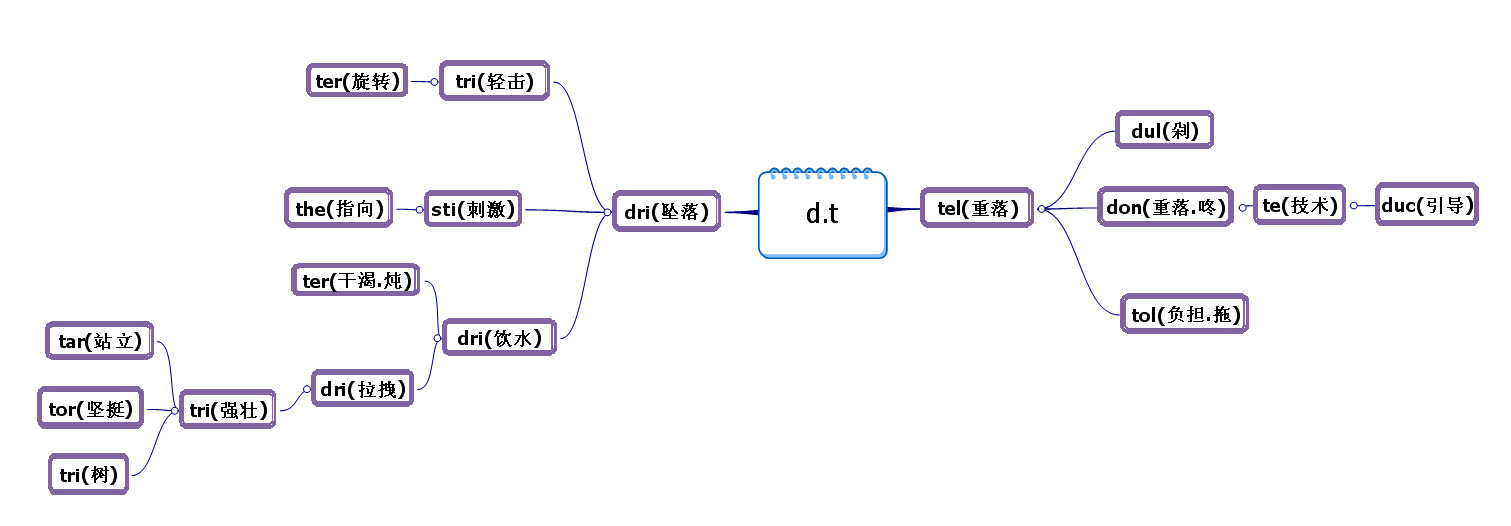 ter(旋转)
tri(轻击)
dul(剁)
the(指向)
sti(刺激)
dri(坠落)
d.t
tel(重落)
don(重落.咚)
te(技术)
duc(引导)
ter(干渴.炖)
tol(负担.拖)
tar(站立)
dri(饮水)
dri(拉拽)
tor(坚挺)
tri(强壮)
tri(树)